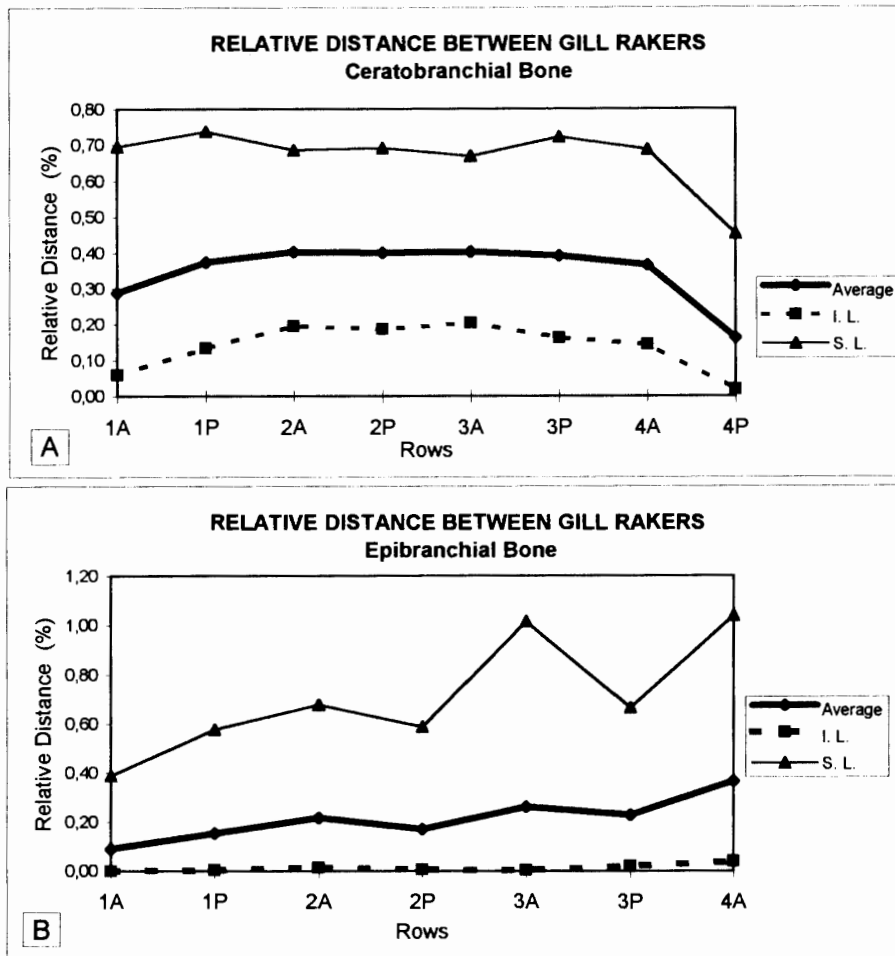 RELATIVE DISTANCE BETWEEN GILL RAKERS
Ceratobranchial Bone
Relative Distance (%)
0,80
0,70
0,60
0,50
0,40
0,30
0,20
0,10
0,00
1A 1P 2A 2P 3A 3P 4A 4P
Rows
Average
I. L.
S. L.
A
RELATIVE DISTANCE BETWEEN GILL RAKERS
Epibranchial Bone
Relative Distance (%)
1,20
1,00
0,80
0,60
0,40
0,20
0,00
1A 1P 2A 2P 3A 3P 4A
Rows
Average
I. L.
S. L.
B